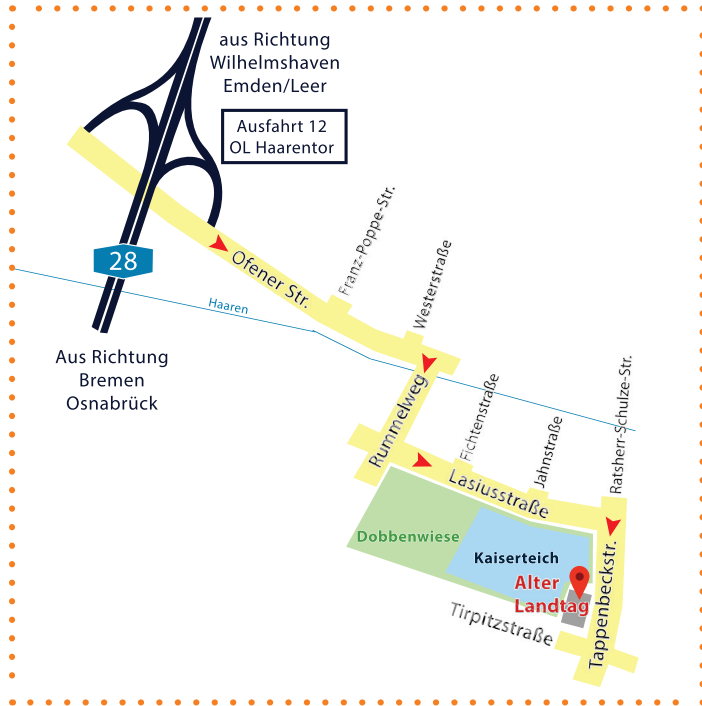 aus Richtung
Wilhelmshaven
Emden/Leer
Ausfahrt 12
OL Haarentor
28
Ofener Str.
Franz-Poppe-Str.
Westerstraße
Haaren
Aus Richtung
Bremen
Osnabrück
Rummelweg
Fichtenstraße
Jahnstraße
Ratsherr-Schulze-Str.
Lasiusstraße
Dobbenwiese
Kaiserteich
Alter
Landtag
Tirpitzstraße
Tappenbeckstr.